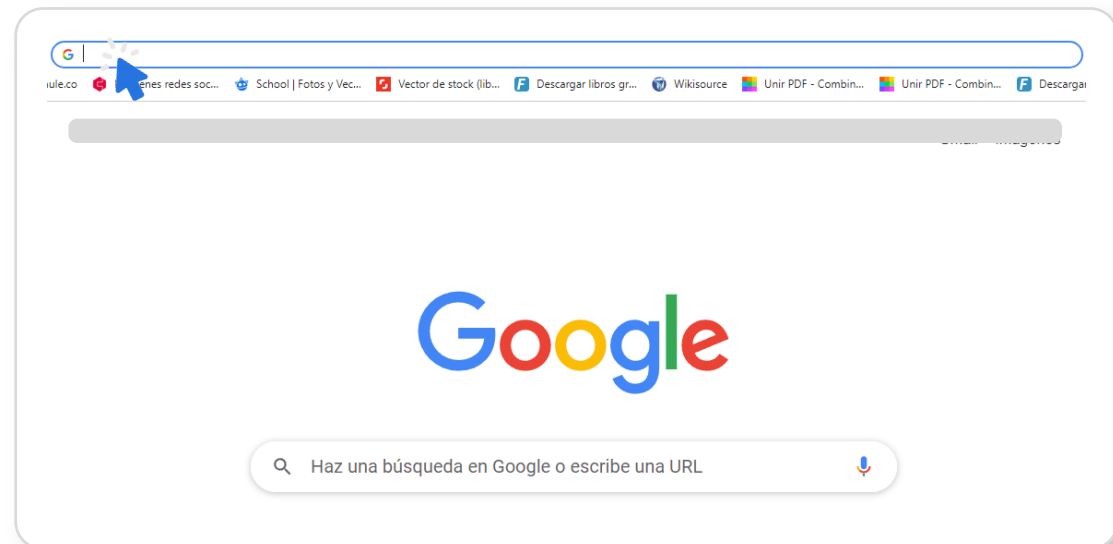 G
ule.co enes redes soc... School | Fotos y Vec... Vector de stock (lib... Descargar libros gr... Wikisource Unir PDF - Combin... Unir PDF - Combin... Descargar
Google
Haz una búsqueda en Google o escribe una URL